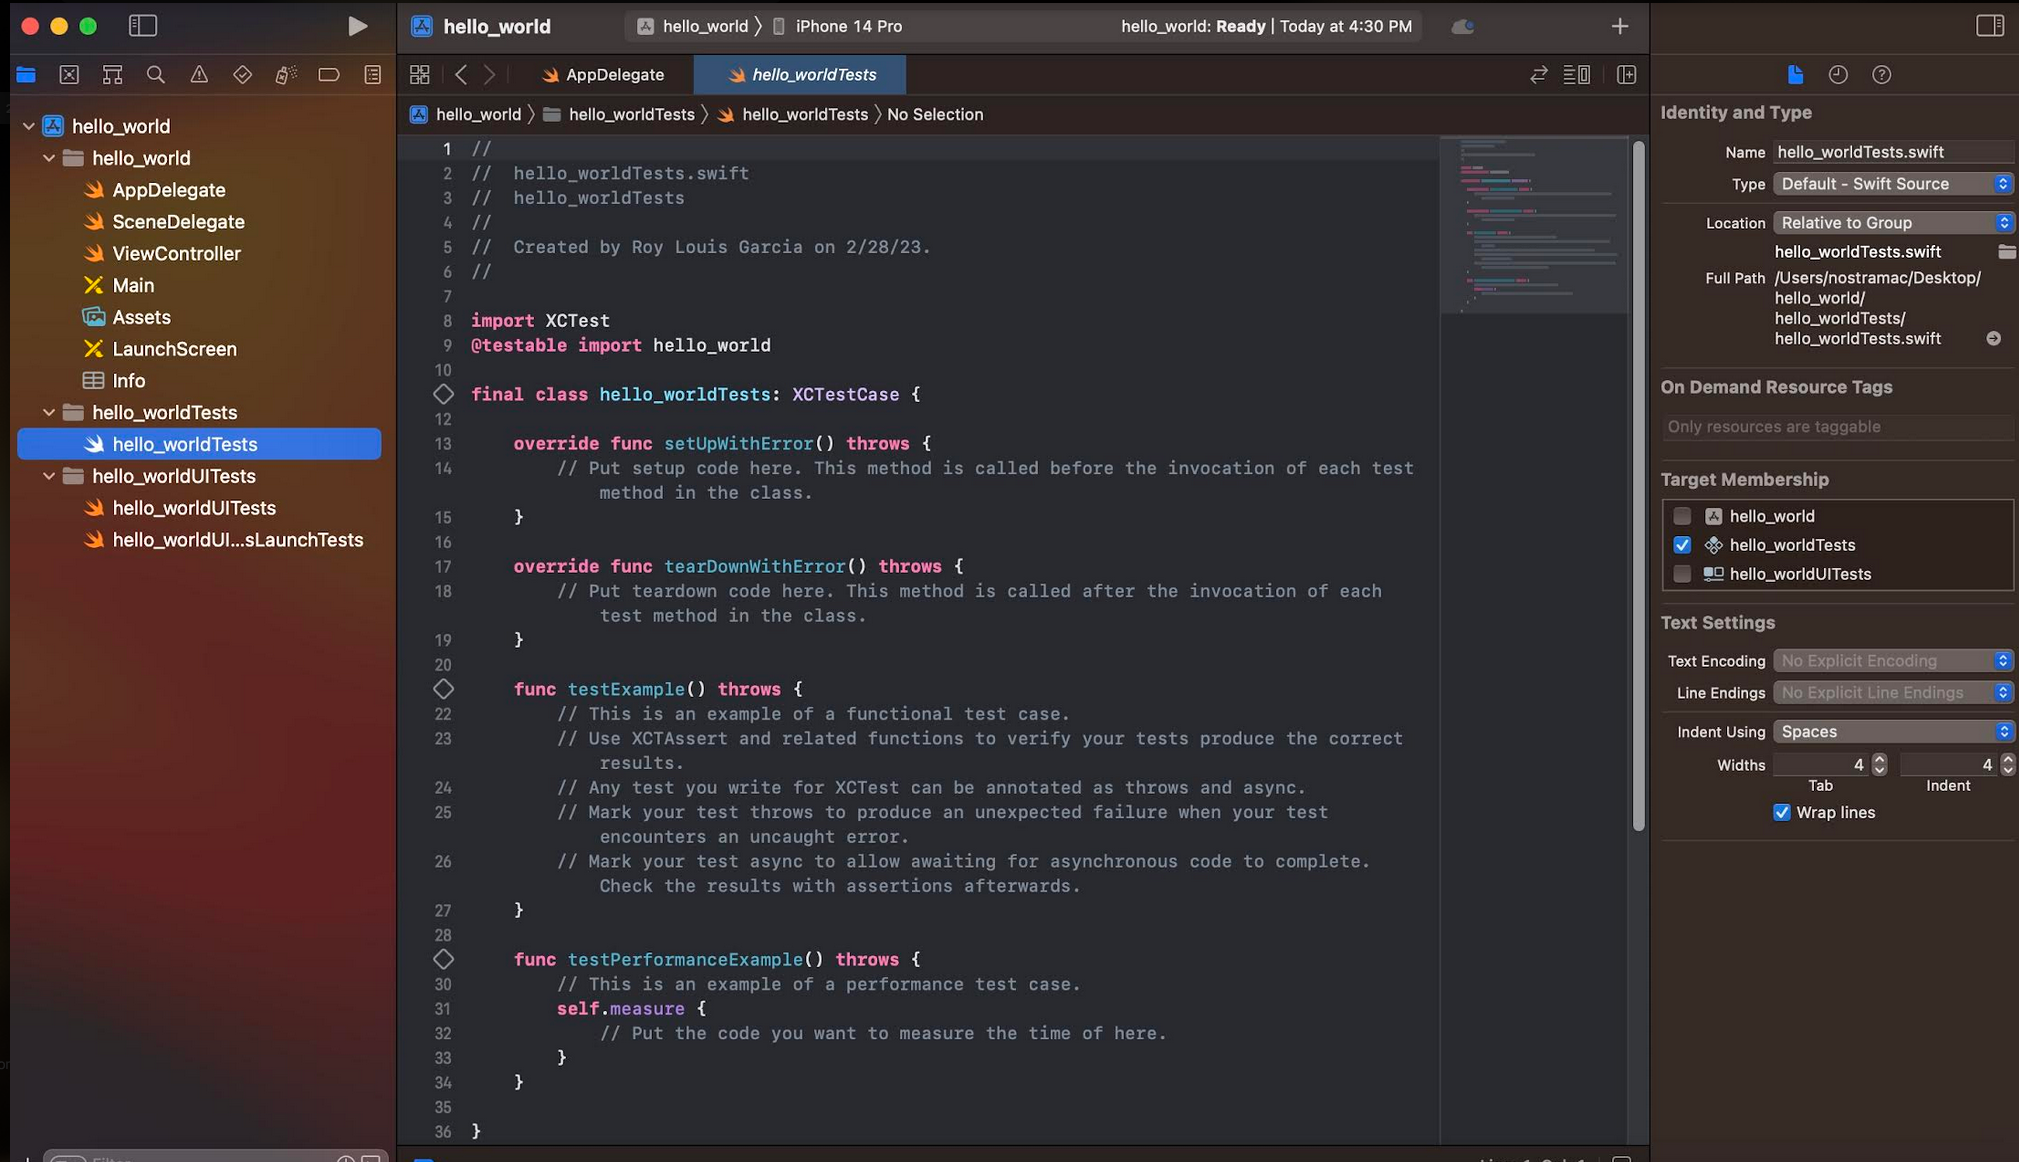 hello_world
hello_world
iPhone 14 Pro
hello_world: Ready | Today at 4:30 PM
AppDelegate
hello_worldTests
hello_world
hello_worldTests
hello_worldTests
No Selection
hello_world
hello_world
AppDelegate
SceneDelegate
ViewController
Main
Assets
LaunchScreen
Info
hello_worldTests
hello_worldTests
hello_worldUITests
hello_worldUITests
hello_worldUI...sLaunchTests
1 //
2 // hello_worldTests.swift
3 // hello_worldTests
4 //
5 // Created by Roy Louis Garcia on 2/28/23.
6 //
7
8 import XCTest
9 @testable import hello_world
10
final class hello_worldTests: XCTestCase {
12
13 override func setUpWithError() throws {
14 // Put setup code here. This method is called before the invocation of each test
method in the class.
15 }
16
17 override func tearDownWithError() throws {
18 // Put teardown code here. This method is called after the invocation of each
test method in the class.
19 }
20
func testExample() throws {
22 // This is an example of a functional test case.
23 // Use XCTAssert and related functions to verify your tests produce the correct
results.
24 // Any test you write for XCTest can be annotated as throws and async.
25 // Mark your test throws to produce an unexpected failure when your test
encounters an uncaught error.
26 // Mark your test async to allow awaiting for asynchronous code to complete.
Check the results with assertions afterwards.
27 }
28
func testPerformanceExample() throws {
30 // This is an example of a performance test case.
31 self.measure {
32 // Put the code you want to measure the time of here.
33 }
34 }
35
36 }
Identity and Type
Name hello_worldTests.swift
Type Default - Swift Source
Location Relative to Group
hello_worldTests.swift
Full Path /Users/nostramac/Desktop/
hello_world/
hello_worldTests/
hello_worldTests.swift
On Demand Resource Tags
Only resources are taggable
Target Membership
hello_world
hello_worldTests
hello_worldUITests
Text Settings
Text Encoding No Explicit Encoding
Line Endings No Explicit Line Endings
Indent Using Spaces
Widths 4 4
Tab Indent
Wrap lines